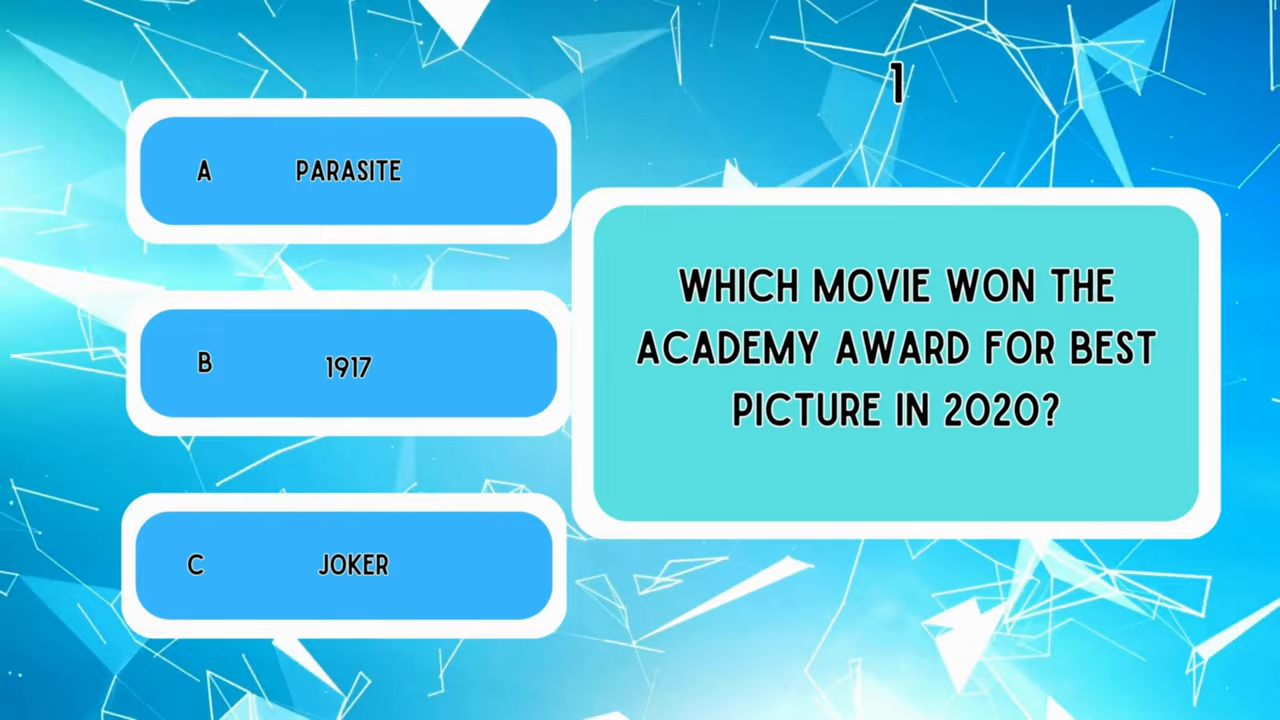 1
A PARASITE
B 1917
C JOKER
WHICH MOVIE WON THE
ACADEMY AWARD FOR BEST
PICTURE IN 2020?